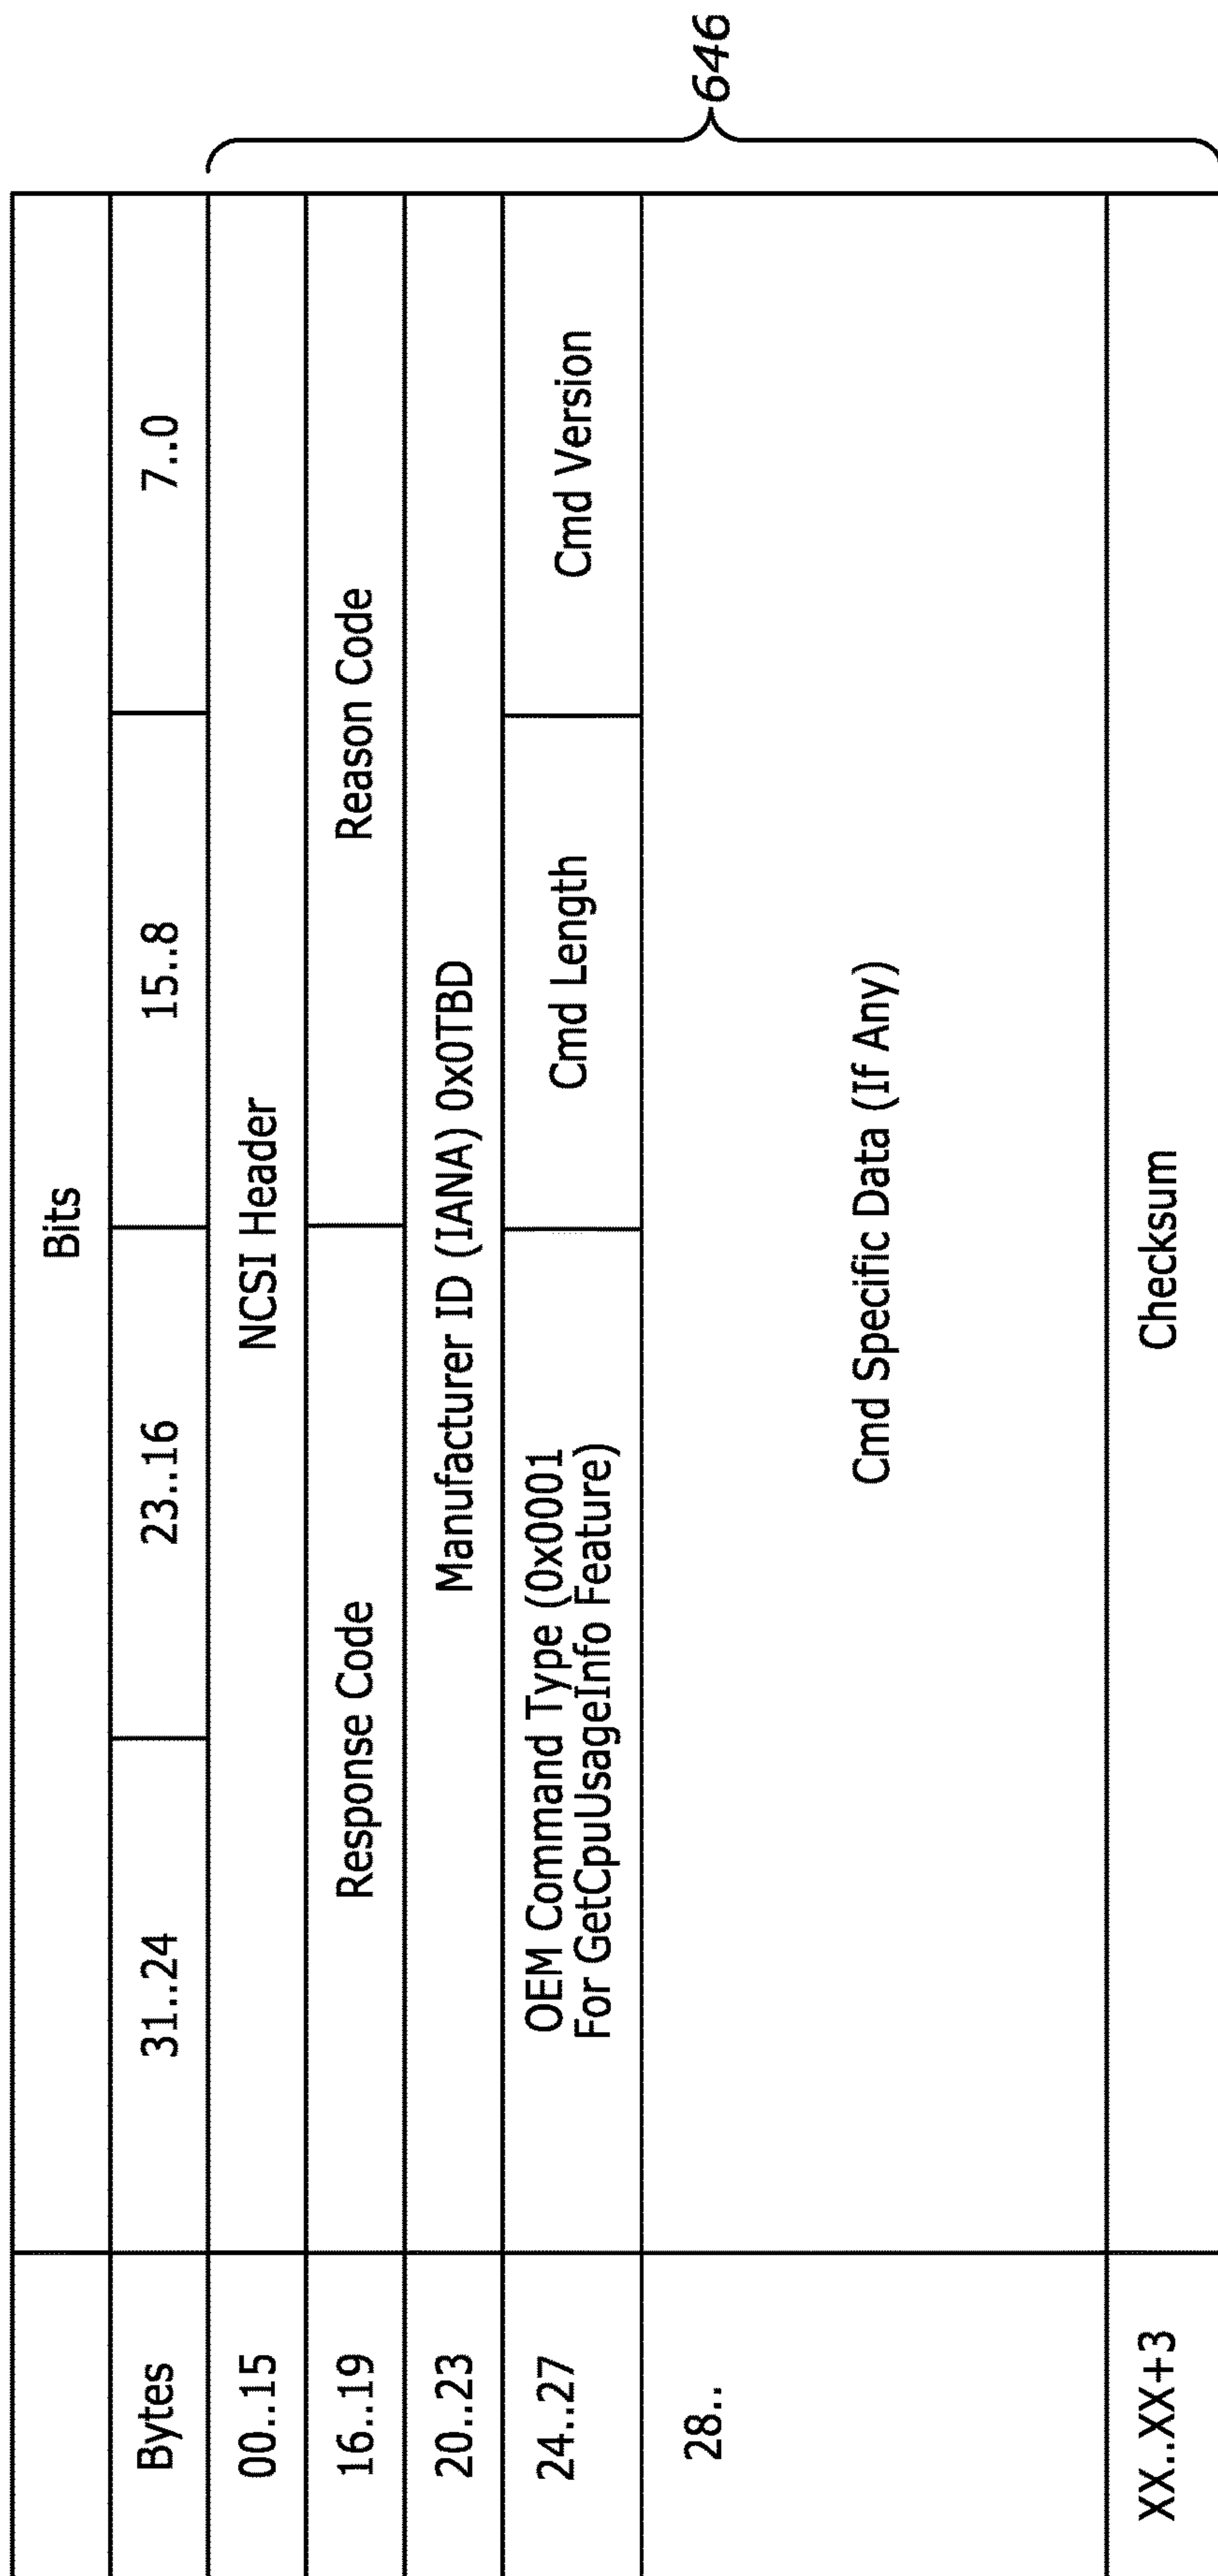 Bits
Bytes 31..24 23..16 15..8 7..0
00..15 NCSI Header
16..19 Response Code Reason Code
20..23 Manufacturer ID (IANA) 0x0TBD
24..27 OEM Command Type (0x0001 Cmd Length Cmd Version
For GetCpuUsageInfo Feature)
28.. Cmd Specific Data (If Any)
XX..XX+3 Checksum
646